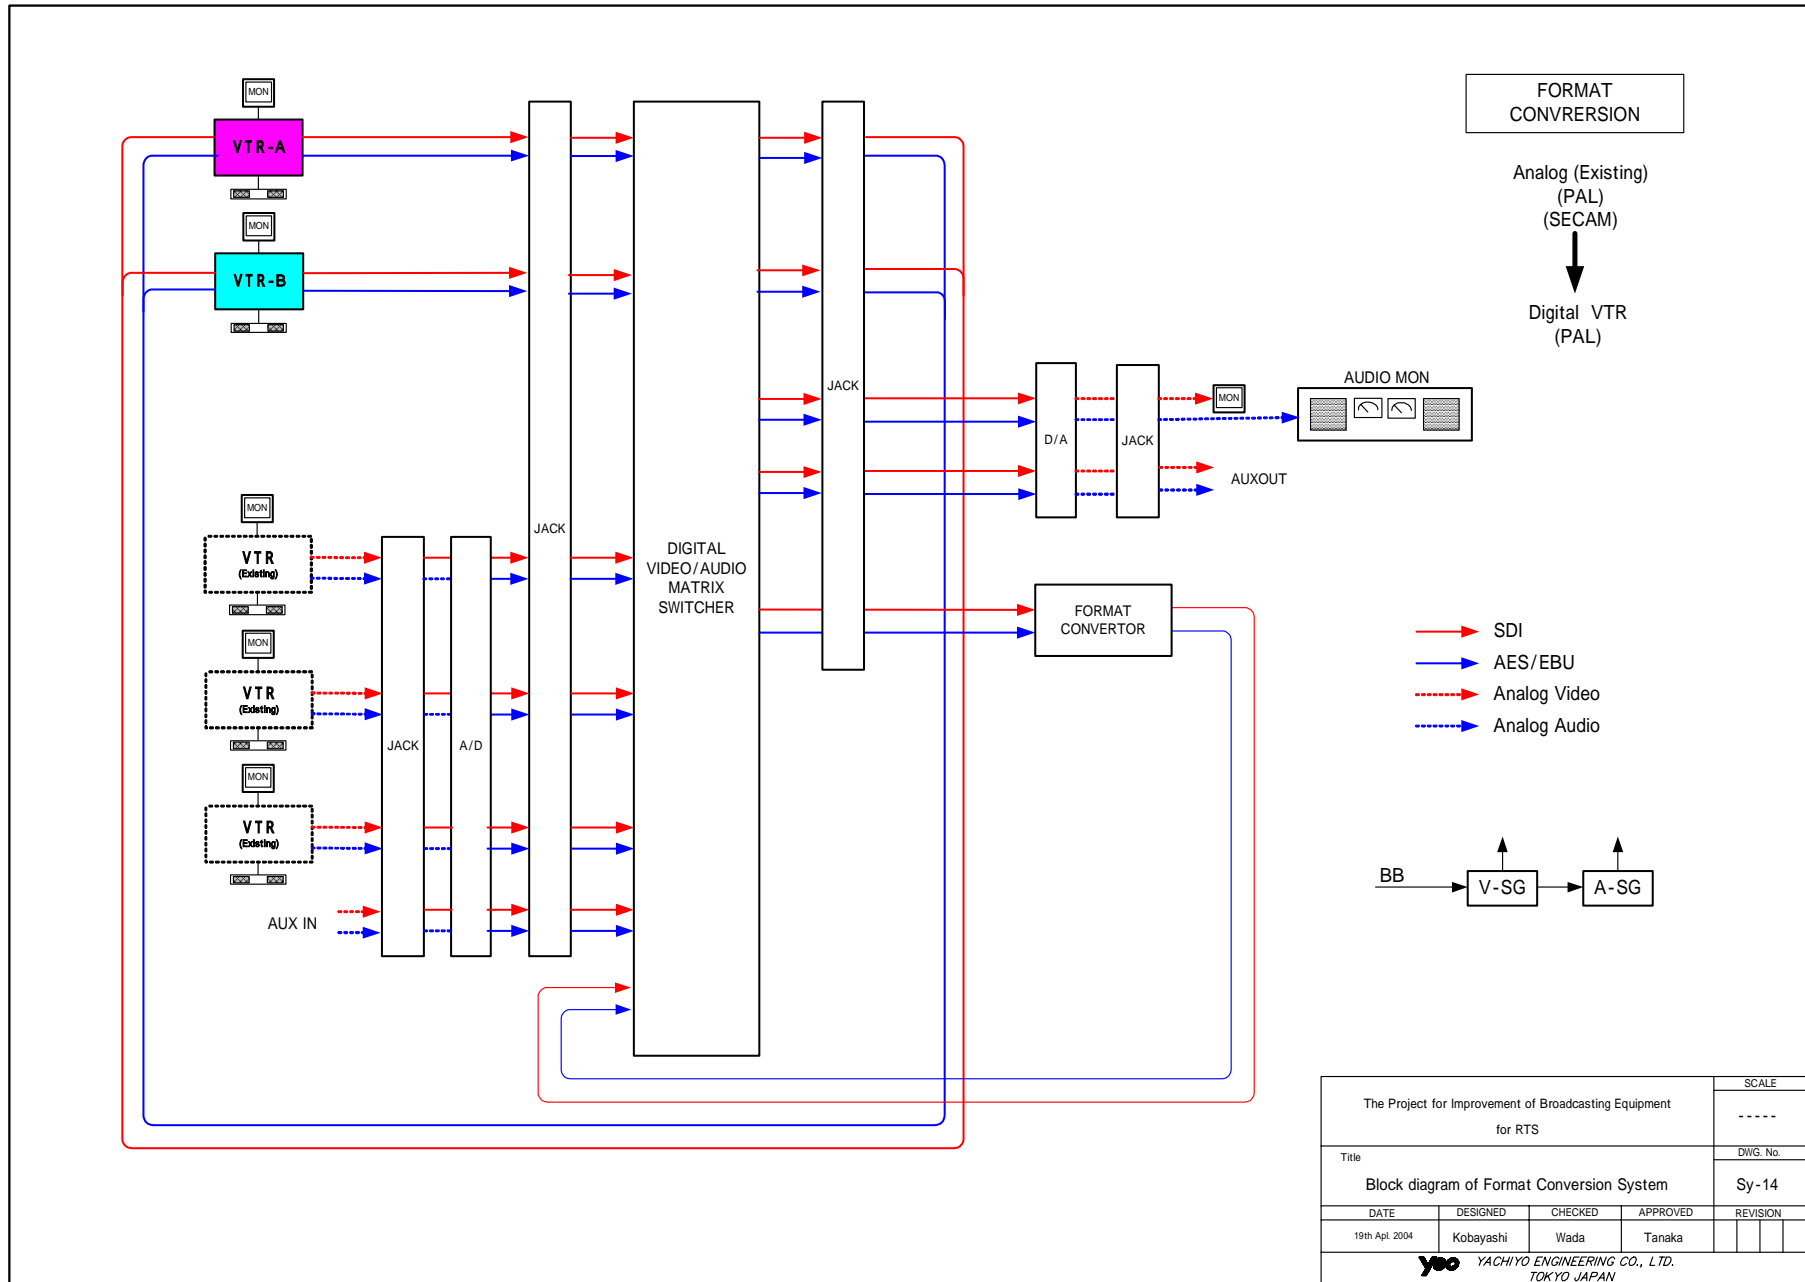 MON
VTR-A
MON
VTR-B
MON
VTR
(Existing)
MON
VTR
(Existing)
MON
VTR
(Existing)
AUX IN
JACK
A/D
JACK
DIGITAL
VIDEO/AUDIO
MATRIX
SWITCHER
JACK
D/A
JACK
MON
AUDIO MON
AUXOUT
FORMAT
CONVERTOR
FORMAT
CONVRERSION
Analog (Existing)
(PAL)
(SECAM)
Digital VTR
(PAL)
SDI
AES/EBU
Analog Video
Analog Audio
BB
V-SG
A-SG
The Project for Improvement of Broadcasting Equipment
for RTS
SCALE
-----
Title
Block diagram of Format Conversion System
DWG. No.
Sy-14
DATE DESIGNED CHECKED APPROVED REVISION
19th Apl. 2004 Kobayashi Wada Tanaka
yeo YACHIYO ENGINEERING CO., LTD.
TOKYO JAPAN